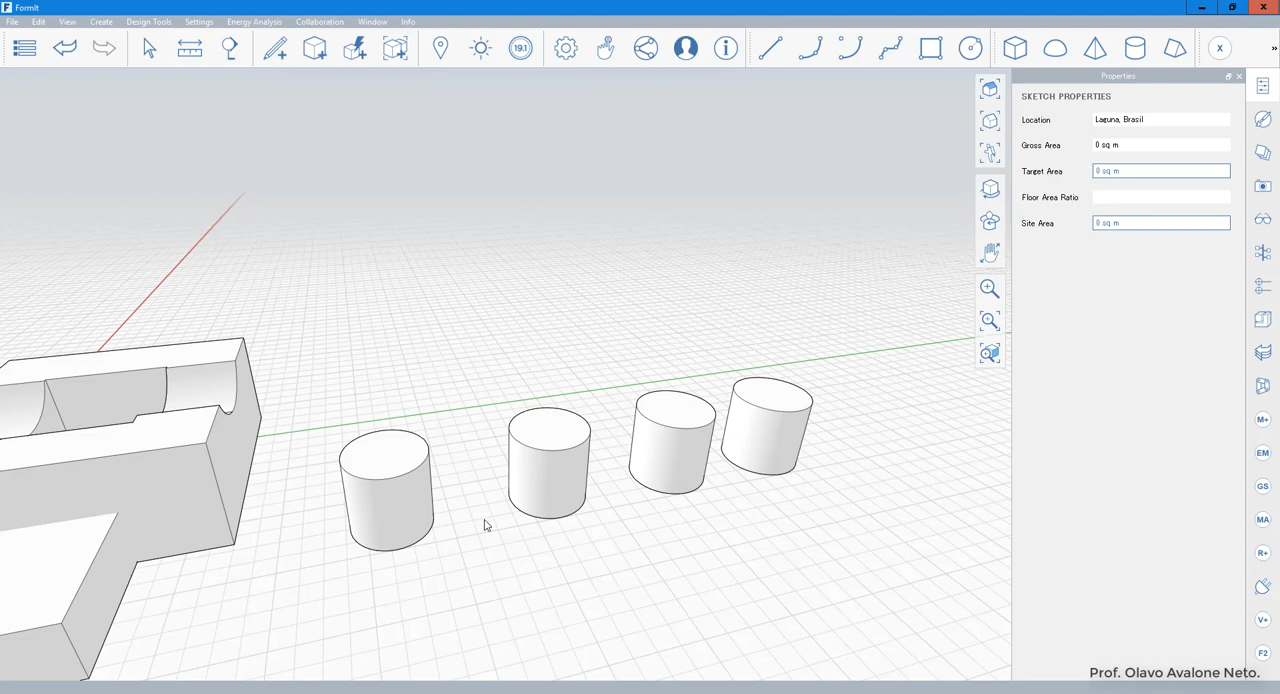 FormIt
File Edit View Create Design Tools Settings Energy Analysis Collaboration Window Info
19.1
X
»
Properties
SKETCH PROPERTIES
Location Laguna, Brasil
Gross Area 0 sq m
Target Area 0 sq m
Floor Area Ratio
Site Area 0 sq m
M+
EM
GS
MA
R+
V+
F2
Prof. Olavo Avalone Neto.